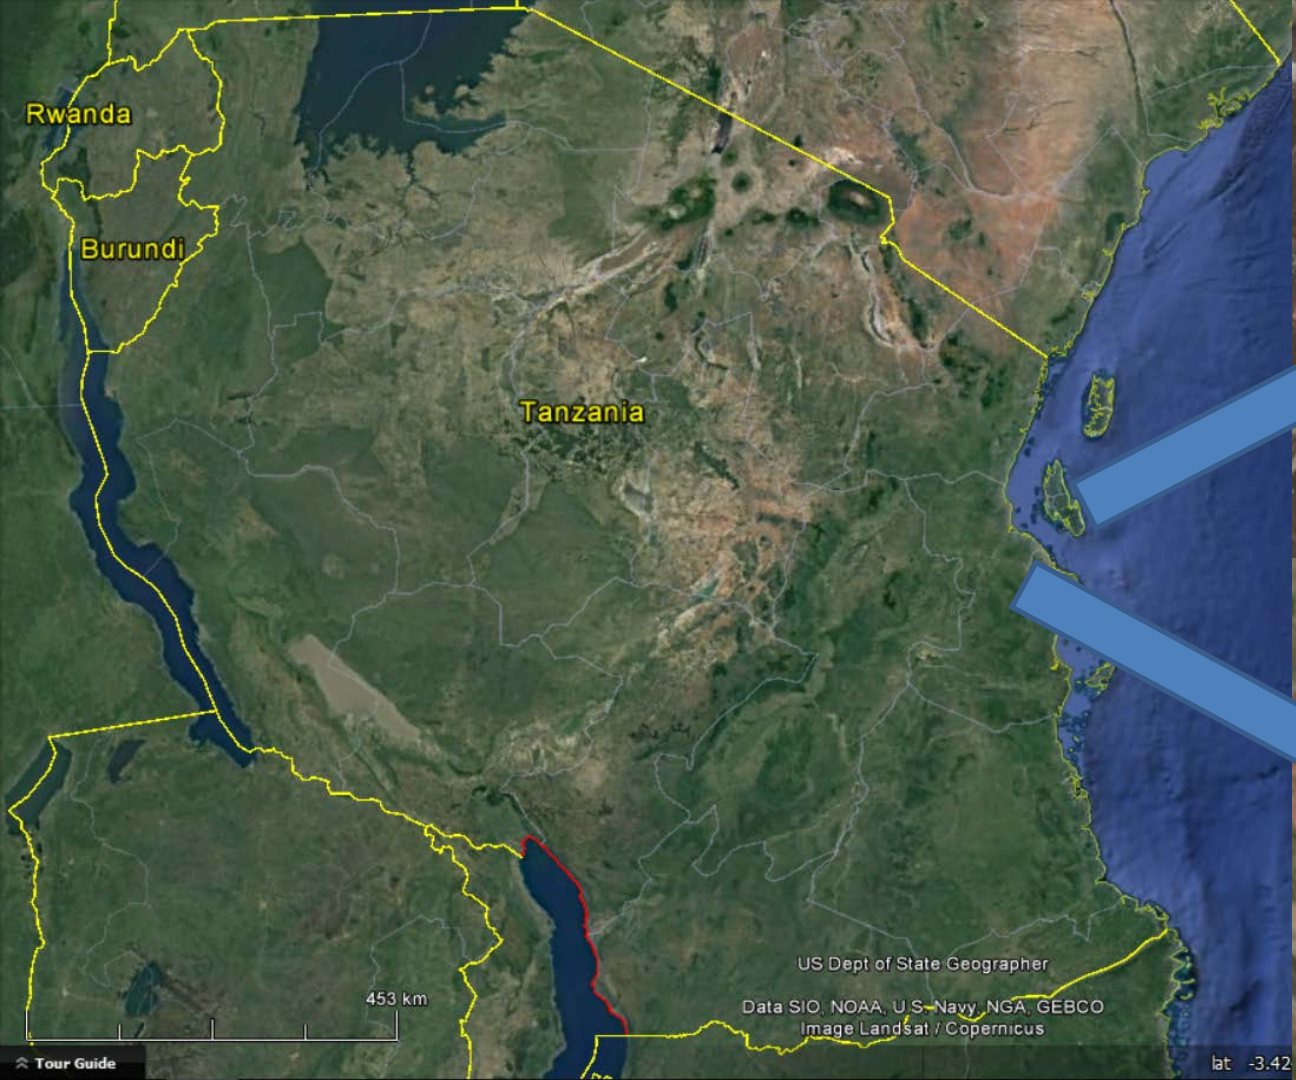 Rwanda
Burundi
Tanzania
US Dept of State Geographer
453 km
Data SIO, NOAA, U.S. Navy, NGA, GEBCO
Image Landsat / Copernicus
Tour Guide
lat -3.42